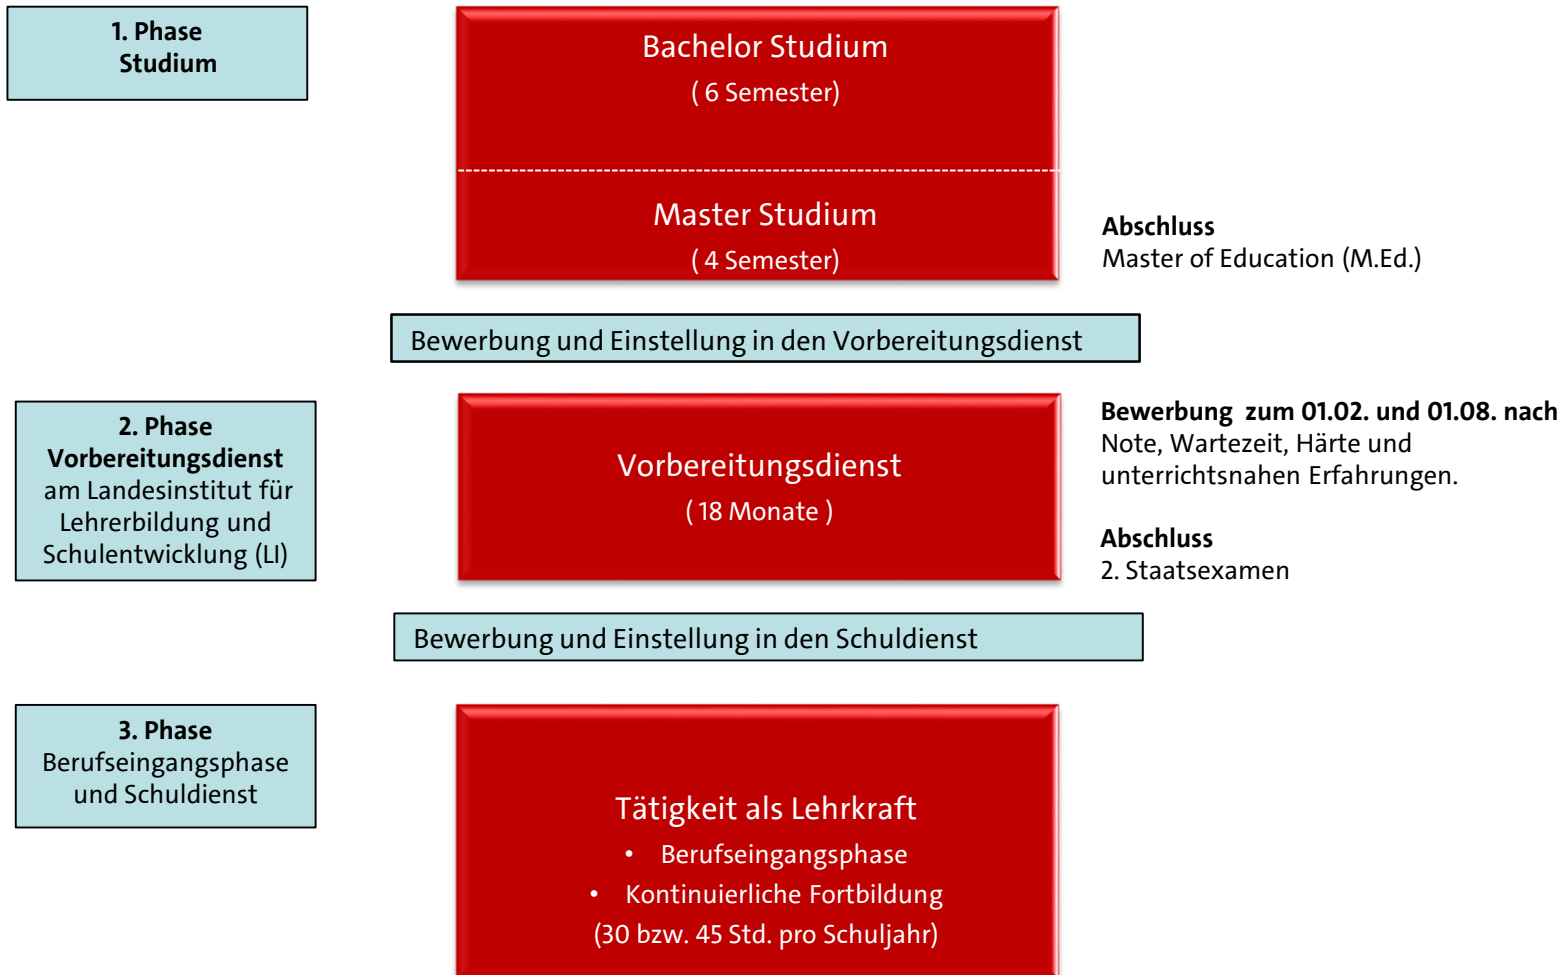 1. Phase
Studium
Bachelor Studium
( 6 Semester)
Master Studium
( 4 Semester)
Abschluss
Master of Education (M.Ed.)
Bewerbung und Einstellung in den Vorbereitungsdienst
2. Phase
Vorbereitungsdienst
am Landesinstitut für
Lehrerbildung und
Schulentwicklung (LI)
Vorbereitungsdienst
( 18 Monate )
Bewerbung zum 01.02. und 01.08. nach
Note, Wartezeit, Härte und
unterrichtsnahen Erfahrungen.
Abschluss
2. Staatsexamen
Bewerbung und Einstellung in den Schuldienst
3. Phase
Berufseingangsphase
und Schuldienst
Tätigkeit als Lehrkraft
• Berufseingangsphase
• Kontinuierliche Fortbildung
(30 bzw. 45 Std. pro Schuljahr)